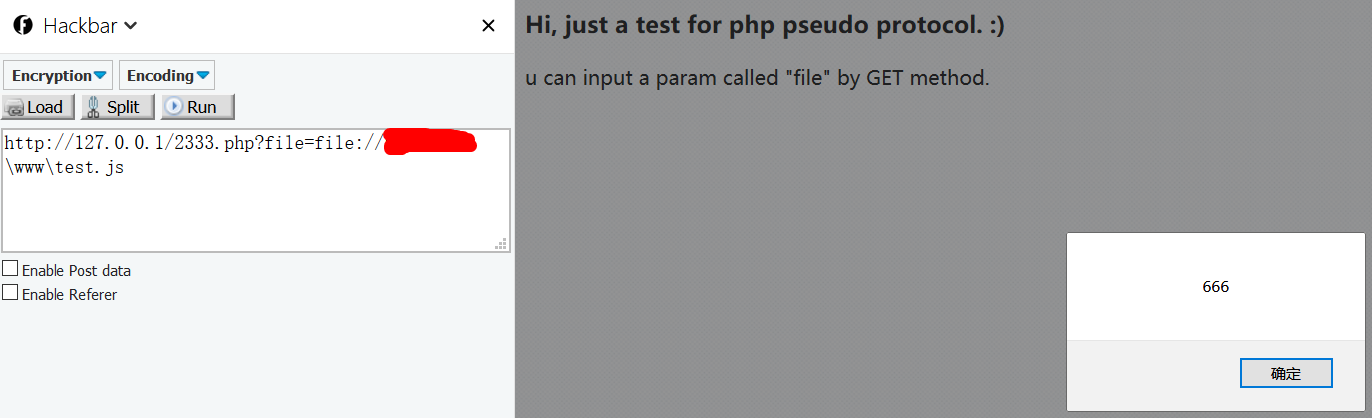 Hackbar
Encryption
Encoding
Load
Split
Run
http://127.0.0.1/2333.php?file=file://
\www\test.js
Enable Post data
Enable Referer
Hi, just a test for php pseudo protocol. :)
u can input a param called "file" by GET method.
666
确定